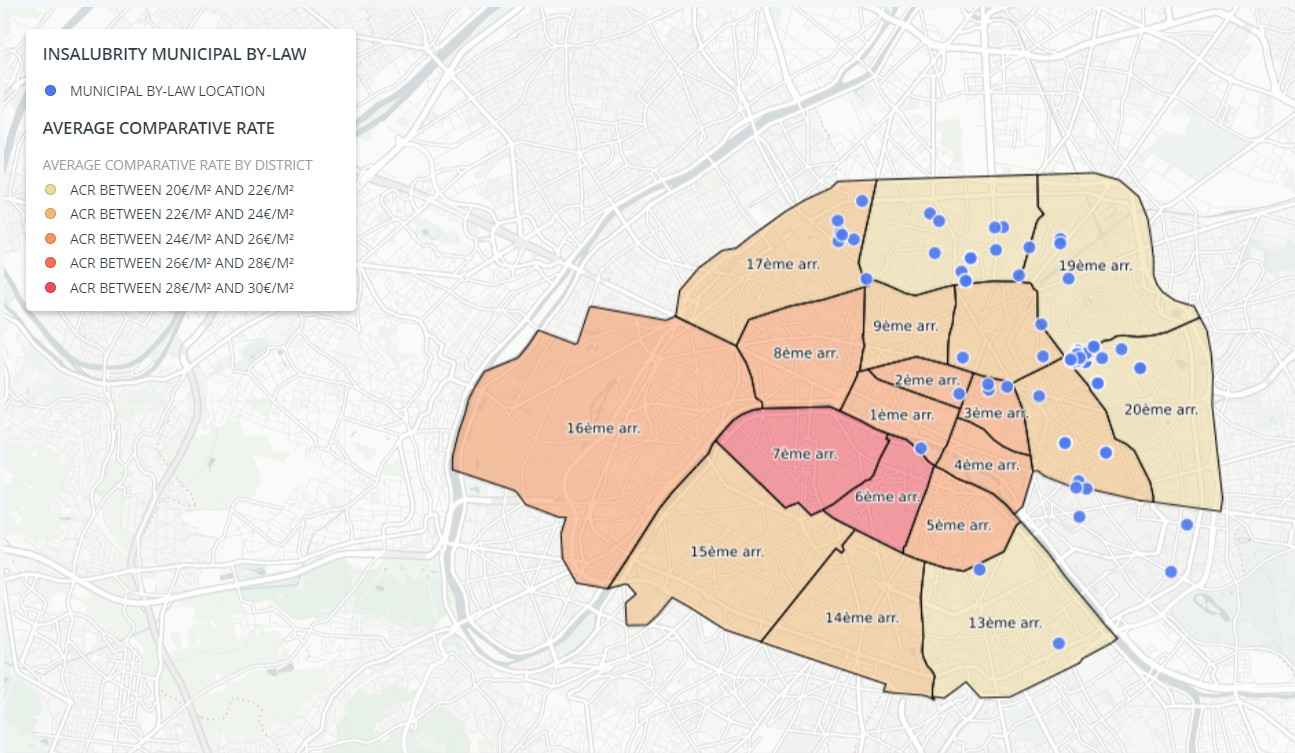 INSALUBRITY MUNICIPAL BY-LAW
MUNICIPAL BY-LAW LOCATION
AVERAGE COMPARATIVE RATE
AVERAGE COMPARATIVE RATE BY DISTRICT
ACR BETWEEN 20€/M² AND 22€/M²
ACR BETWEEN 22€/M² AND 24€/M²
ACR BETWEEN 24€/M² AND 26€/M²
ACR BETWEEN 26€/M² AND 28€/M²
ACR BETWEEN 28€/M² AND 30€/M²
17ème arr.
19ème arr.
9ème arr.
8ème arr.
2ème arr.
1ème arr.
3ème arr.
20ème arr.
16ème arr.
7ème arr.
4ème arr.
6ème arr.
5ème arr.
15ème arr.
14ème arr.
13ème arr.